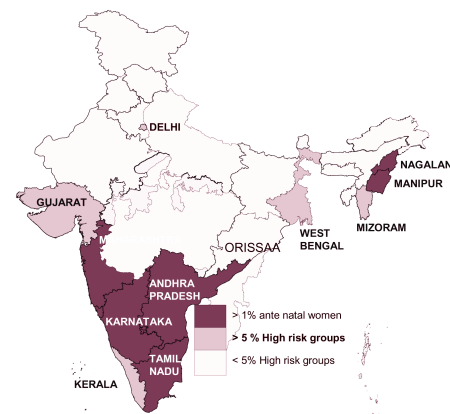 DELHI
NAGALAN
MANIPUR
GUJARAT
MIZORAM
WEST
BENGAL
ORISSAA
ANDHRA
PRADESH
KARNATAKA
TAMIL
NADU
KERALA
> 1% ante natal women
> 5 % High risk groups
< 5% High risk groups